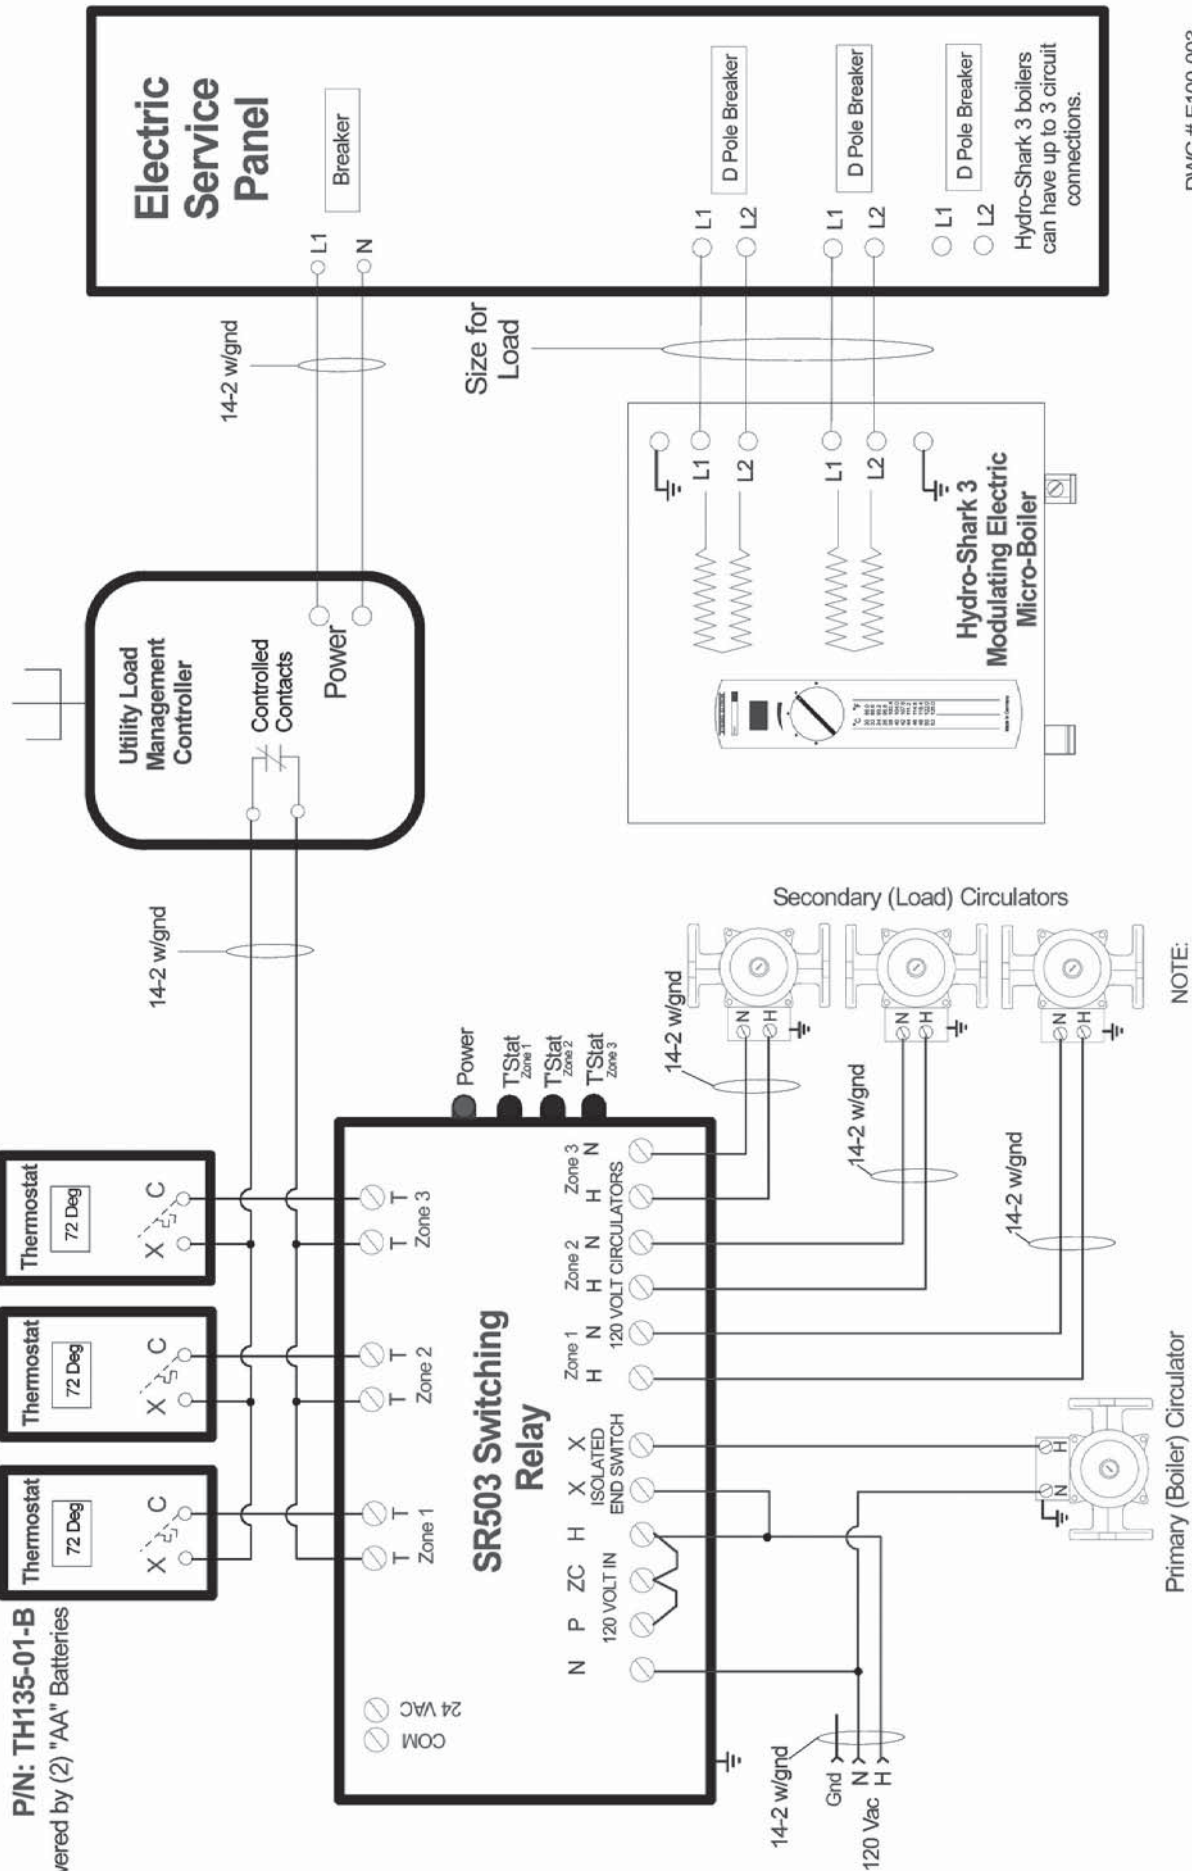 P/N: TH135-01-B
(2) "AA" Batteries
Thermostat
72 Deg
X C
Thermostat
72 Deg
X C
Thermostat
72 Deg
X C
14-2 w/gnd
Utility Load
Management
Controller
Controlled
Contacts
Power
14-2 w/gnd
Electric
Service
Panel
Breaker
L1
N
COM
24 VAC
T T
Zone 1
T T
Zone 2
T T
Zone 3
Power
T'Stat
Zone 1
T'Stat
Zone 2
T'Stat
Zone 3
SR503 Switching
Relay
N P ZC H
120 VOLT IN
X X
ISOLATED
END SWITCH
Zone 1
H N
Zone 2
H N
Zone 3
H N
120 VOLT CIRCULATORS
Size for
Load
L1
L2
D Pole Breaker
L1
L2
D Pole Breaker
L1
L2
D Pole Breaker
Hydro-Shark 3 boilers
can have up to 3 circuit
connections.
L1
L2
L1
L2
Hydro-Shark 3
Modulating Electric
Micro-Boiler
14-2 w/gnd
N
H
14-2 w/gnd
N
H
14-2 w/gnd
N
H
Secondary (Load) Circulators
14-2 w/gnd
Gnd
N
H
120 Vac
N H
Primary (Boiler) Circulator
NOTE: